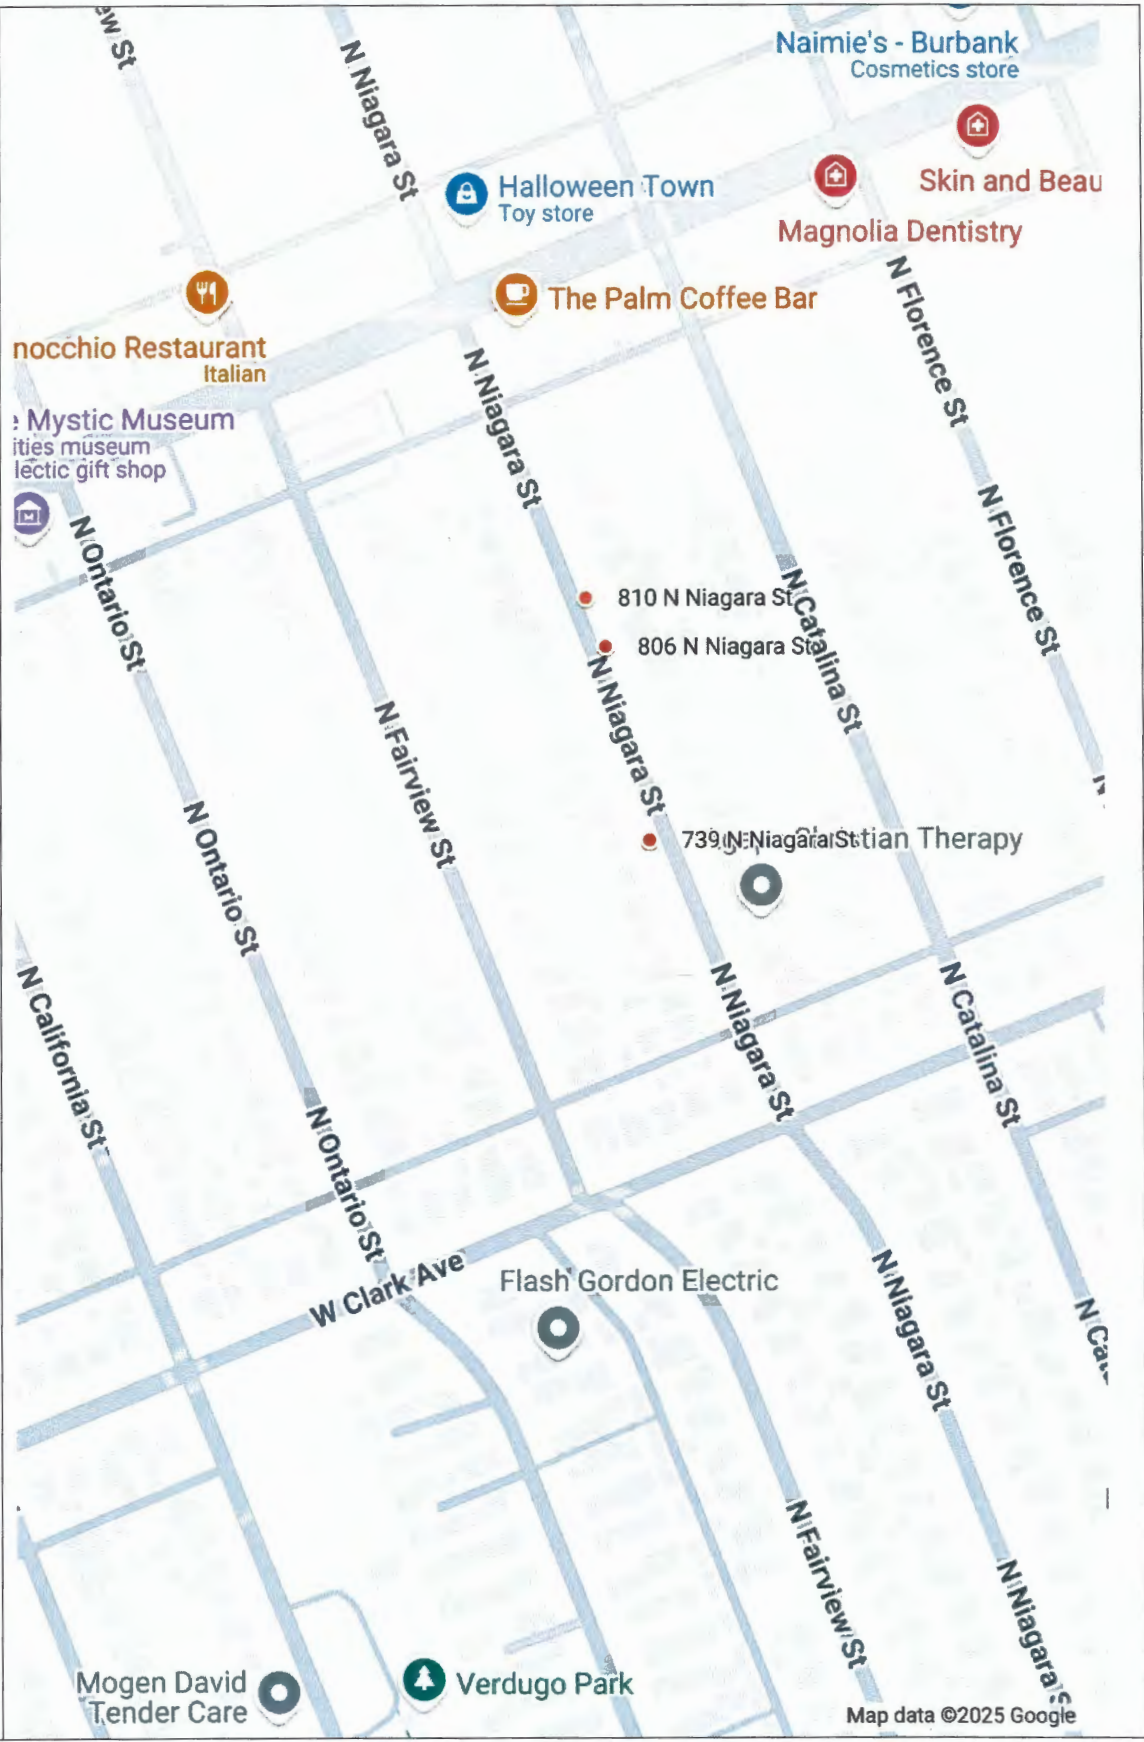 N Niagara St
Naimie's - Burbank
Cosmetics store
Skin and Beau
Halloween Town
Toy store
Magnolia Dentistry
The Palm Coffee Bar
N Florence St
nocchio Restaurant
Italian
N Niagara St
Mystic Museum
ities museum
lectic gift shop
N Ontario St
N Florence St
810 N Niagara St
N Catalina St
806 N Niagara St
N Niagara St
N Fairview St
N Ontario St
739 N Niagara St
tian Therapy
N California St
N Niagara St
N Catalina St
N Ontario St
W Clark Ave
Flash Gordon Electric
N Niagara St
N Ca
N Fairview St
N Niagara S
Mogen David
Tender Care
Verdugo Park
Map data ©2025 Google